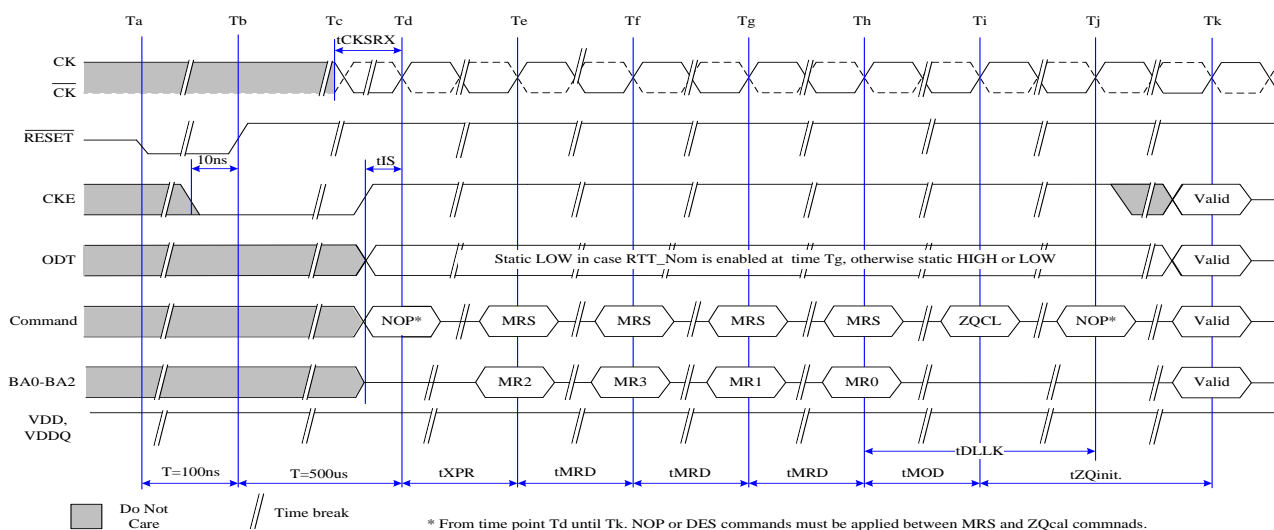 Ta Tb Tc Td Te Tf Tg Th Ti Tj Tk
tCKSRX
CK
CK
RESET
10ns
tIS
CKE
Valid
ODT
Static LOW in case RTT_Nom is enabled at time Tg, otherwise static HIGH or LOW
Valid
Command
NOP* MRS MRS MRS MRS ZQCL NOP* Valid
BA0-BA2
MR2 MR3 MR1 MR0 Valid
VDD,
VDDQ
tDLLK
T=100ns T=500us tXPR tMRD tMRD tMRD tMOD tZQinit.
Do Not
Care
Time break
* From time point Td until Tk. NOP or DES commands must be applied between MRS and ZQcal commnads.